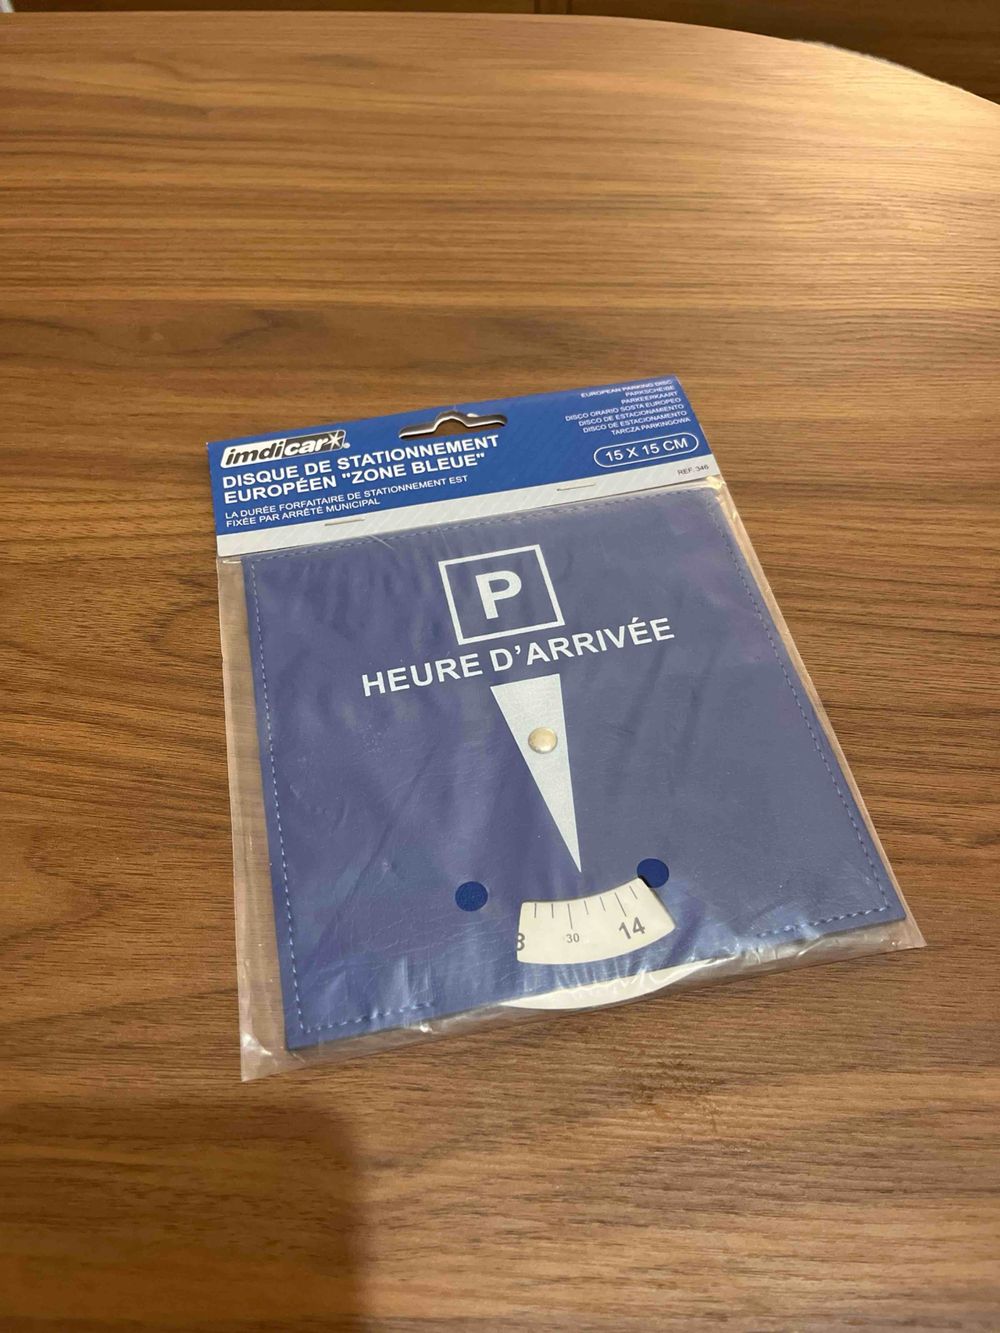 imdicar
DISQUE DE STATIONNEMENT
EUROPÉEN "ZONE BLEUE"
LA DURÉE FORFAITAIRE DE STATIONNEMENT EST
FIXÉE PAR ARRÊTÉ MUNICIPAL
EUROPEAN PARKING DISC
PARKSCHEIBE
PARKEERKAART
DISCO ORARIO SOSTA EUROPEO
DISCO DE ESTACIONAMIENTO
DISCO DE ESTACIONAMENTO
TARCZA PARKINGOWA
15 X 15 CM
REF. 346
P
HEURE D'ARRIVÉE
30 14